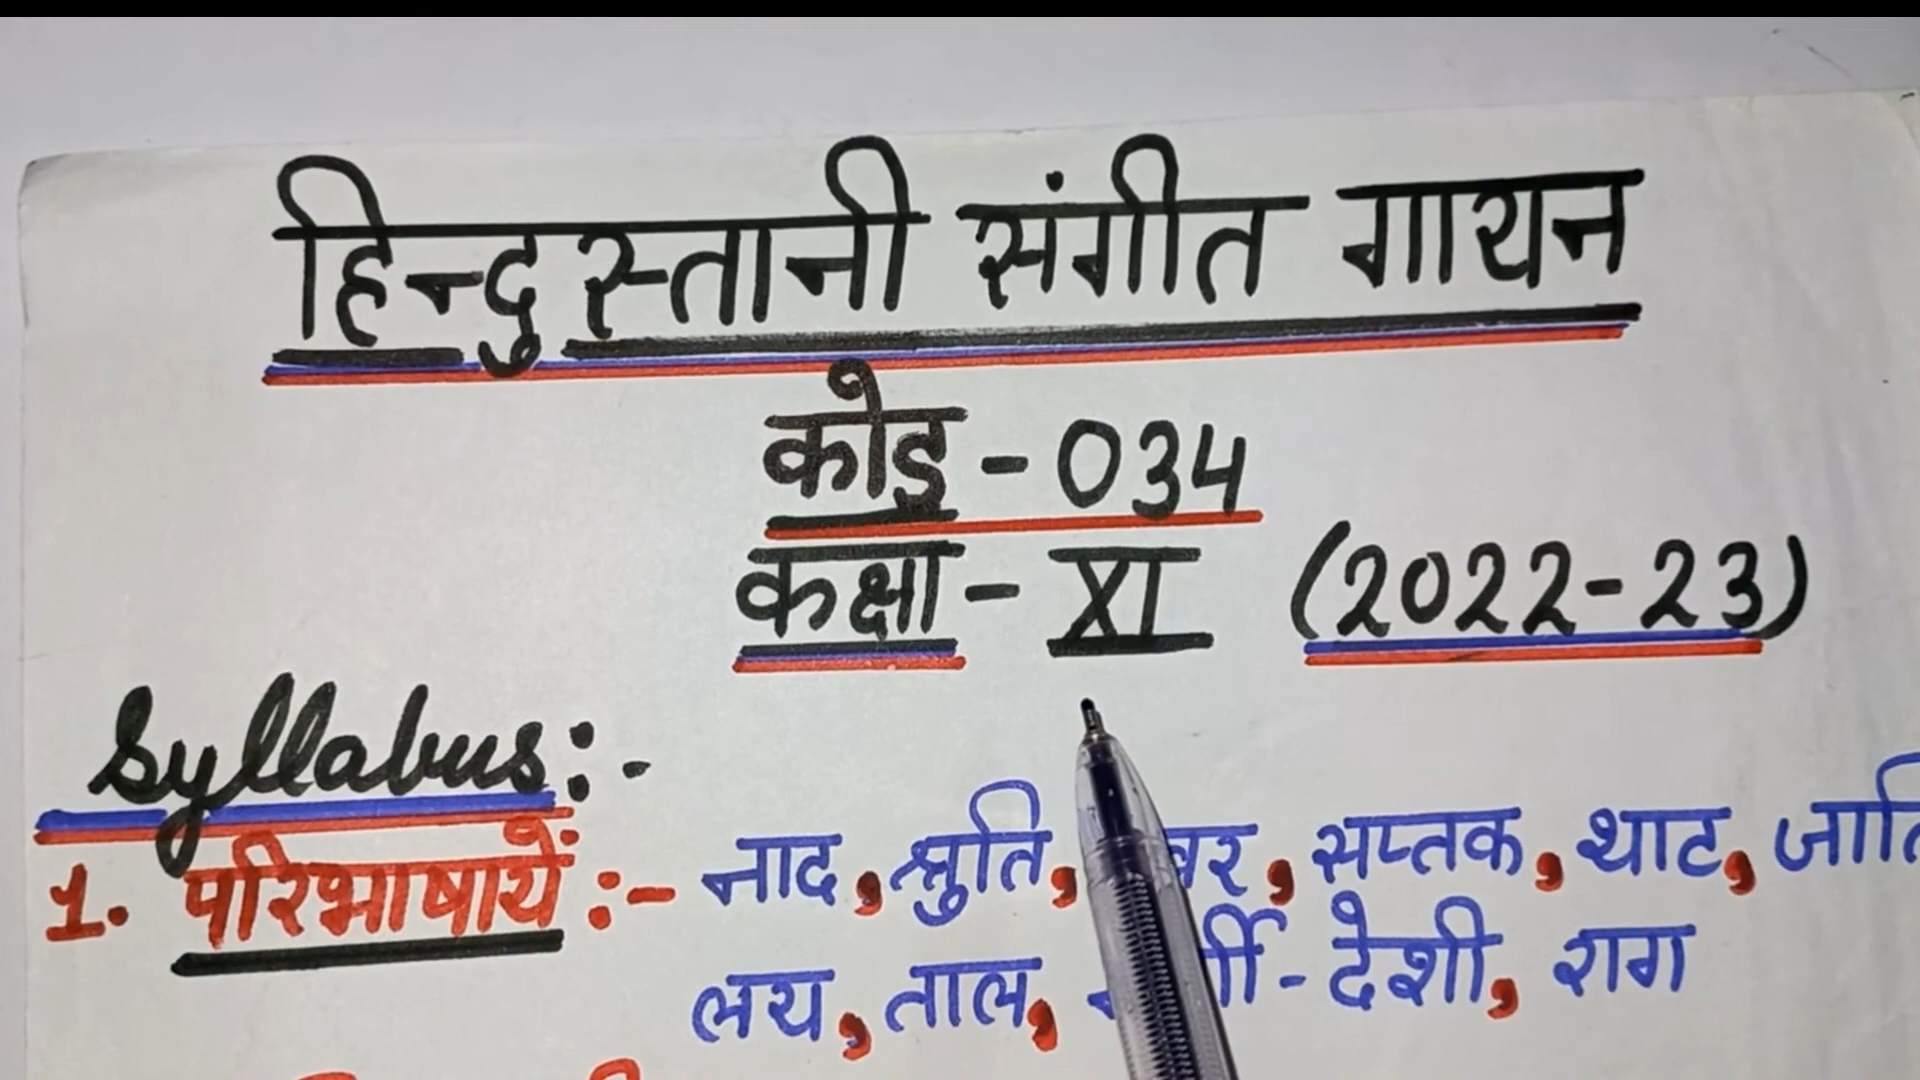 हिन्दुस्तानी संगीत गायन
कोड - 034
कक्षा - XI (2022-23)
Syllabus:-
1. परिभाषायें :- नाद, श्रुति, सप्तक, थाट, जाति
लय, ताल, देशी, राग